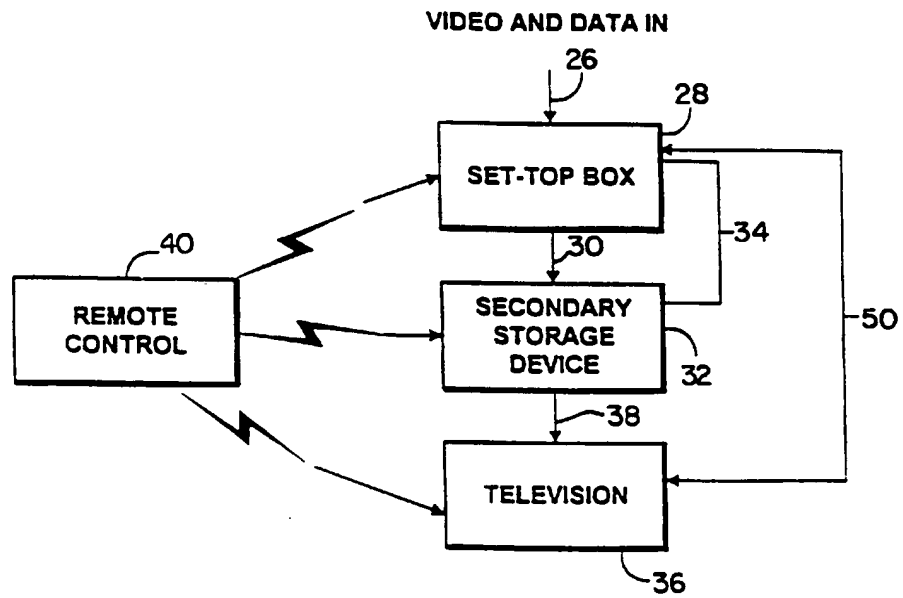 VIDEO AND DATA IN
26
28
SET-TOP BOX
34
30
40
REMOTE
CONTROL
SECONDARY
STORAGE
DEVICE
50
32
38
TELEVISION
36